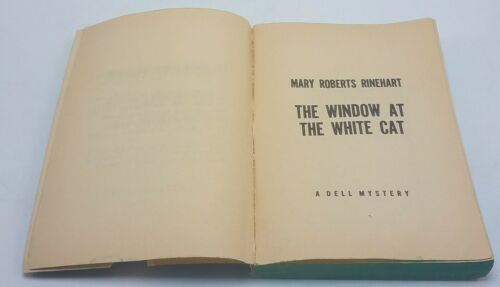 MARY ROBERTS RINEHART
THE WINDOW AT
THE WHITE CAT
A DELL MYSTERY